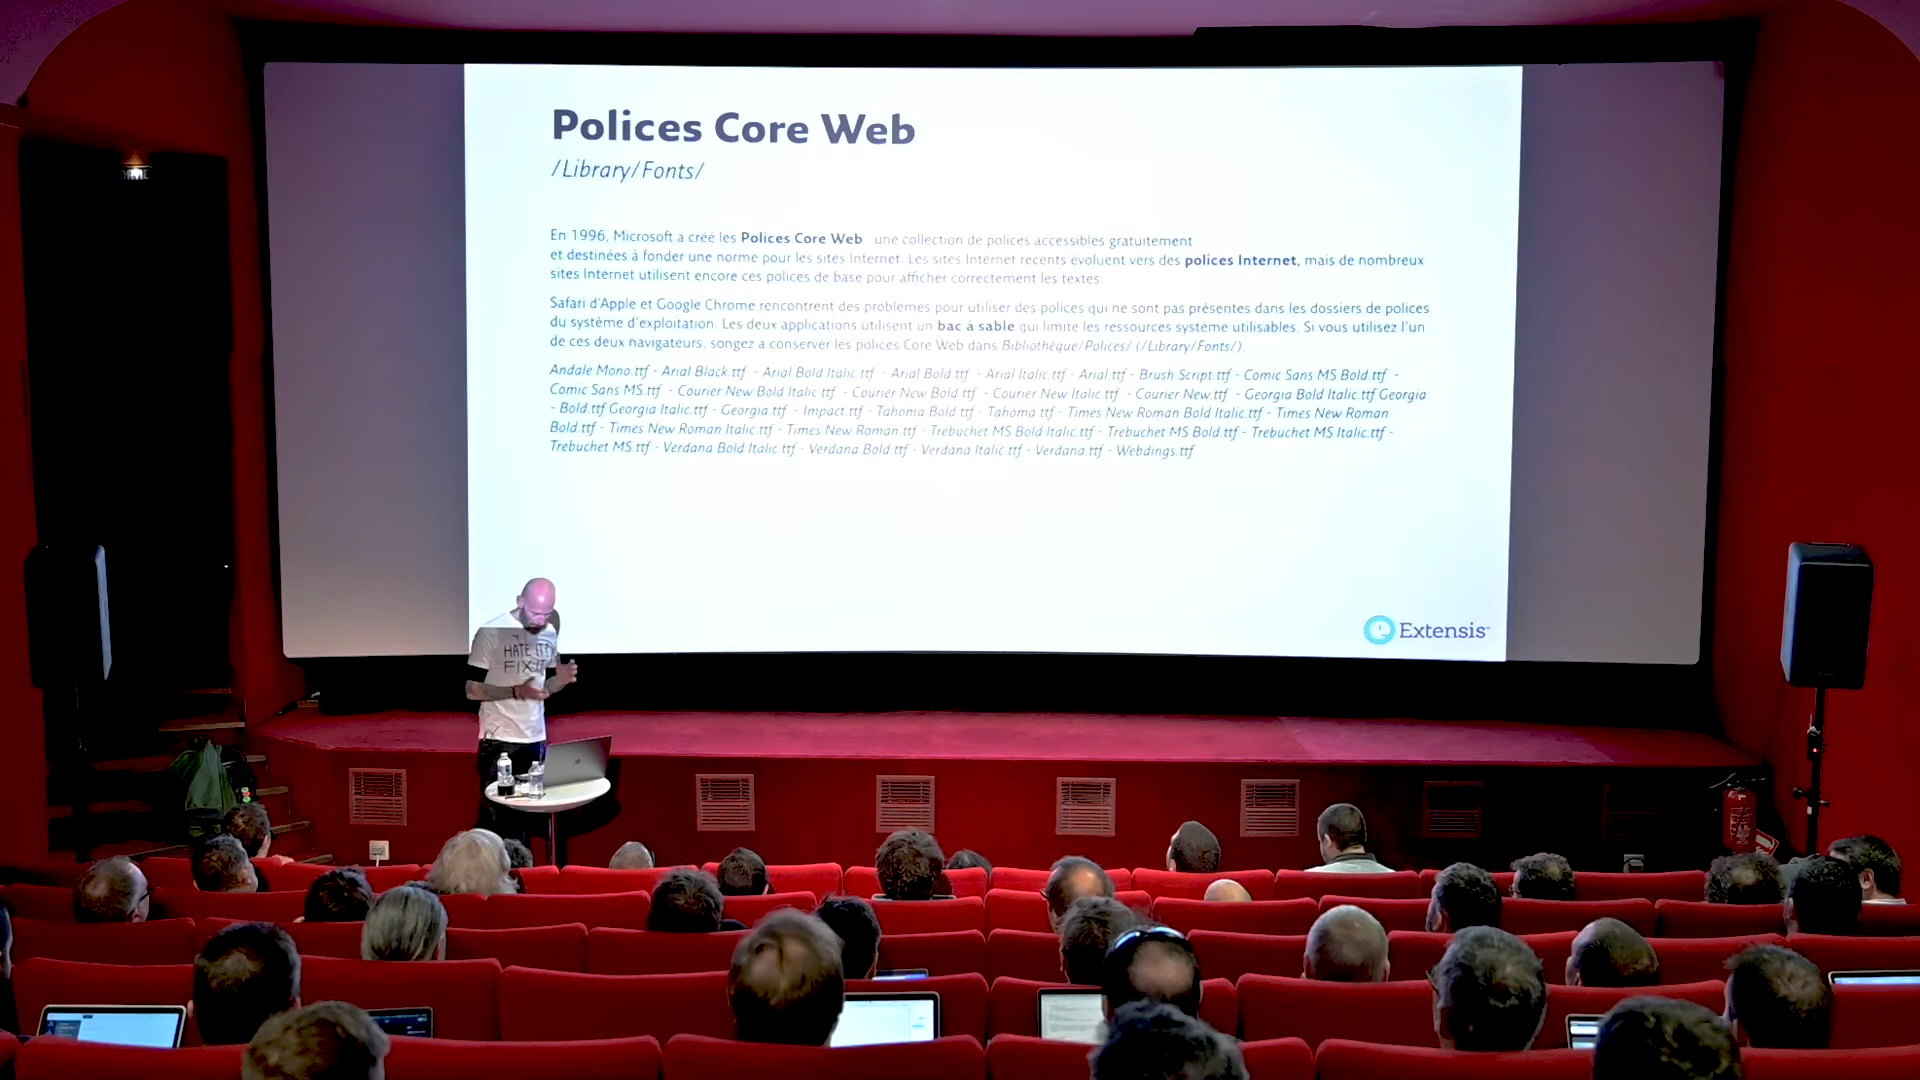 Polices Core Web
/Library/Fonts/
En 1996, Microsoft a créé les Polices Core Web une collection de polices accessibles gratuitement
et destinées à fonder une norme pour les sites Internet. Les sites Internet récents évoluent vers des polices Internet, mais de nombreux
sites Internet utilisent encore ces polices de base pour afficher correctement les textes.
Safari d'Apple et Google Chrome rencontrent des problèmes pour utiliser des polices qui ne sont pas présentes dans les dossiers de polices
du système d'exploitation. Les deux applications utilisent un bac à sable qui limite les ressources système utilisables. Si vous utilisez l'un
de ces deux navigateurs, songez à conserver les polices Core Web dans Bibliothèque/Polices/ (/Library/Fonts/).
Andale Mono.ttf - Arial Black.ttf - Arial Bold Italic.ttf - Arial Bold.ttf - Arial Italic.ttf - Arial.ttf - Brush Script.ttf - Comic Sans MS Bold.ttf -
Comic Sans MS.ttf - Courier New Bold Italic.ttf - Courier New Bold.ttf - Courier New Italic.ttf - Courier New.ttf - Georgia Bold Italic.ttf Georgia
- Bold.ttf Georgia Italic.ttf - Georgia.ttf - Impact.ttf - Tahoma Bold.ttf - Tahoma.ttf - Times New Roman Bold Italic.ttf - Times New Roman
Bold.ttf - Times New Roman Italic.ttf - Times New Roman.ttf - Trebuchet MS Bold Italic.ttf - Trebuchet MS Bold.ttf - Trebuchet MS Italic.ttf -
Trebuchet MS.ttf - Verdana Bold Italic.ttf - Verdana Bold.ttf - Verdana Italic.ttf - Verdana.ttf - Webdings.ttf
Extensis
HATE IT?
FIX IT